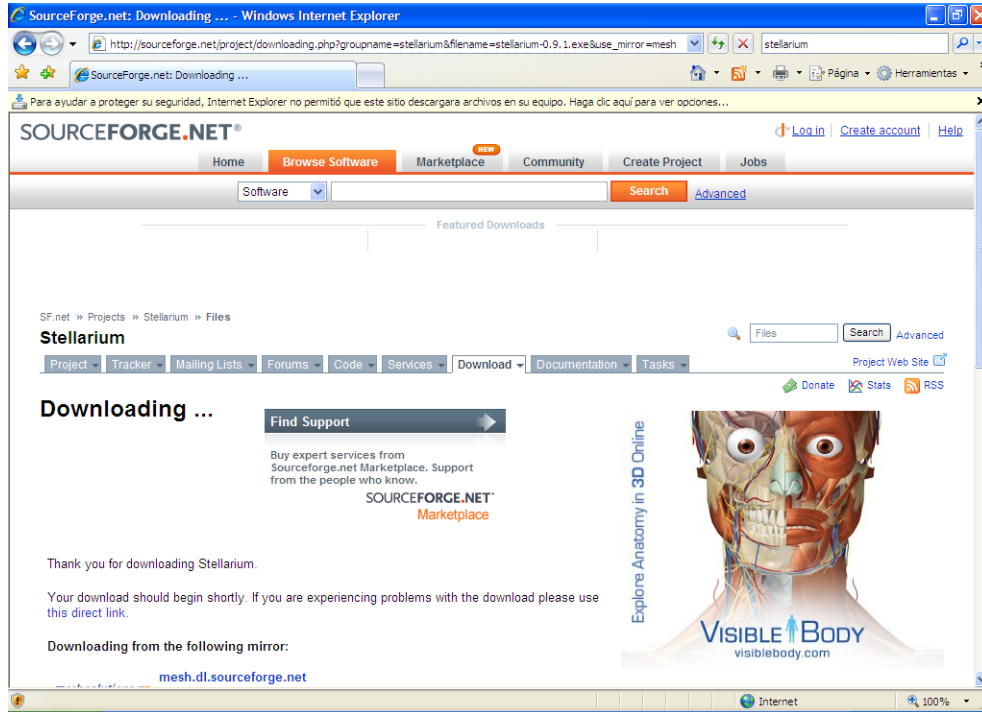 SourceForge.net: Downloading ... - Windows Internet Explorer
http://sourceforge.net/project/downloading.php?groupname=stellarium&filename=stellarium-0.9.1.exe&use_mirror=mesh
stellarium
SourceForge.net: Downloading ...
Página
Herramientas
Para ayudar a proteger su seguridad, Internet Explorer no permitió que este sitio descargara archivos en su equipo. Haga clic aquí para ver opciones...
SOURCEFORGE.NET®
Log in
Create account
Help
NEW
Home
Browse Software
Marketplace
Community
Create Project
Jobs
Software
Search
Advanced
Featured Downloads
SF.net » Projects » Stellarium » Files
Stellarium
Files
Search
Advanced
Project
Tracker
Mailing Lists
Forums
Code
Services
Download
Documentation
Tasks
Project Web Site
Donate
Stats
RSS
Downloading ...
Find Support
Buy expert services from
Sourceforge.net Marketplace. Support
from the people who know.
SOURCEFORGE.NET
Marketplace
Explore Anatomy in 3D Online
VISIBLE BODY
visiblebody.com
Thank you for downloading Stellarium.
Your download should begin shortly. If you are experiencing problems with the download please use
this direct link.
Downloading from the following mirror:
mesh.dl.sourceforge.net
Internet
100%